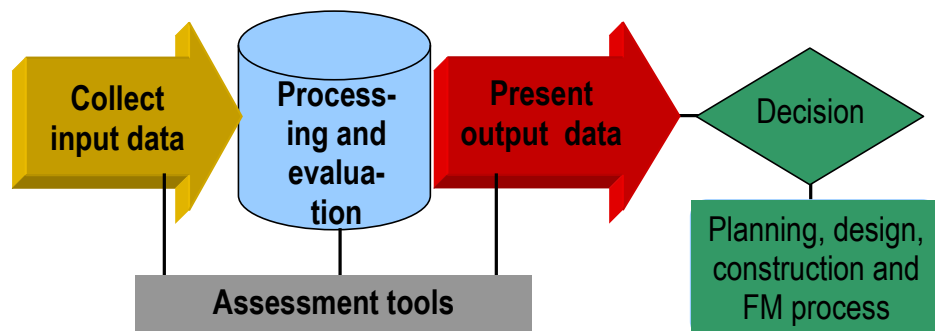 Collect
input data
Process-
ing and
evalua-
tion
Present
output data
Decision
Planning, design,
construction and
FM process
Assessment tools